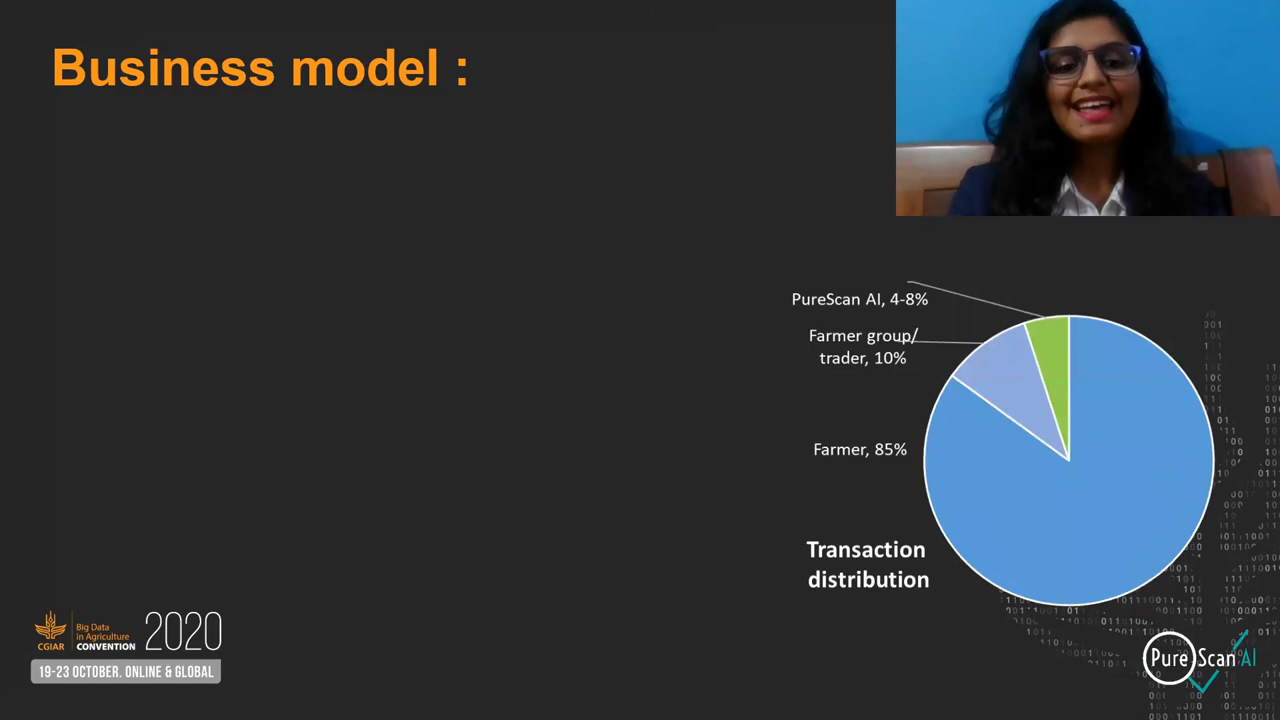 Business model :
PureScan AI, 4-8%
Farmer group/
trader, 10%
Farmer, 85%
Transaction
distribution
CGIAR
Big Data
in Agriculture
CONVENTION
2020
19-23 OCTOBER. ONLINE & GLOBAL
PureScan AI